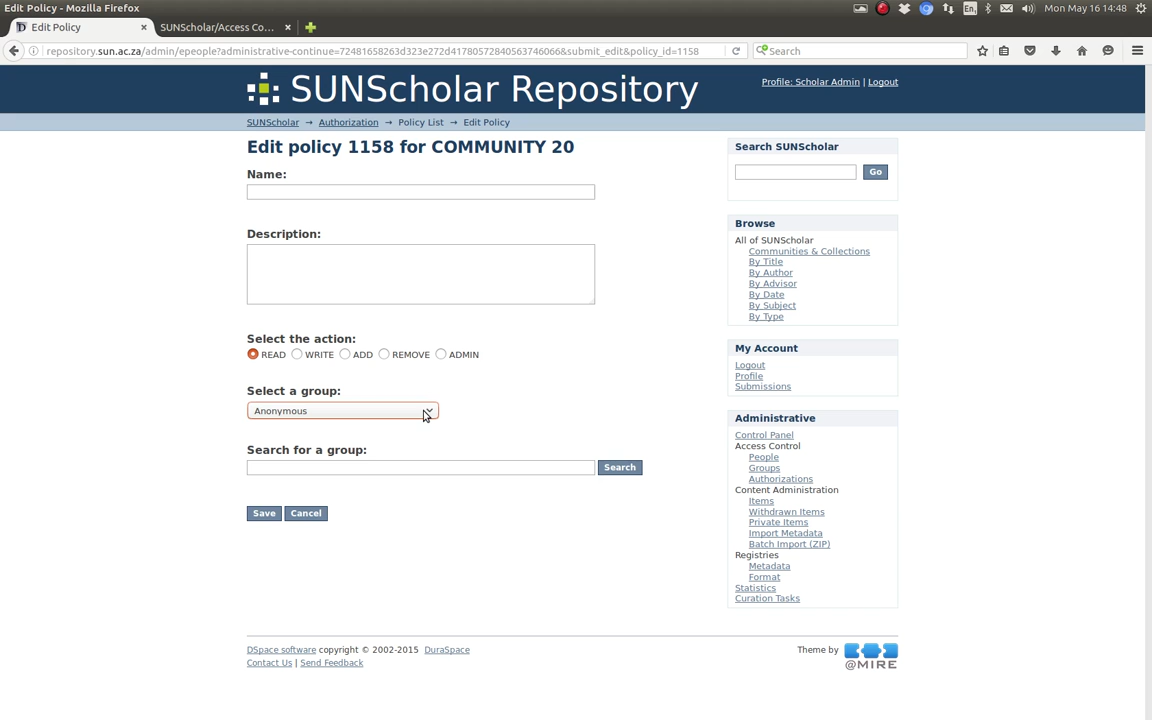 Edit Policy - Mozilla Firefox
En
Mon May 16 14:48
Edit Policy
SUNScholar/Access Co...
repository.sun.ac.za/admin/epeople?administrative-continue=72481658263d323e272d41780572840563746066&submit_edit&policy_id=1158
Search
SUNScholar Repository
Profile: Scholar Admin | Logout
SUNScholar → Authorization → Policy List → Edit Policy
Edit policy 1158 for COMMUNITY 20
Name:
Description:
Select the action:
READ WRITE ADD REMOVE ADMIN
Select a group:
Anonymous
Search for a group:
Search
Save Cancel
Search SUNScholar
Go
Browse
All of SUNScholar
Communities & Collections
By Title
By Author
By Advisor
By Date
By Subject
By Type
My Account
Logout
Profile
Submissions
Administrative
Control Panel
Access Control
People
Groups
Authorizations
Content Administration
Items
Withdrawn Items
Private Items
Import Metadata
Batch Import (ZIP)
Registries
Metadata
Format
Statistics
Curation Tasks
DSpace software copyright © 2002-2015 DuraSpace
Contact Us | Send Feedback
Theme by
@MIRE